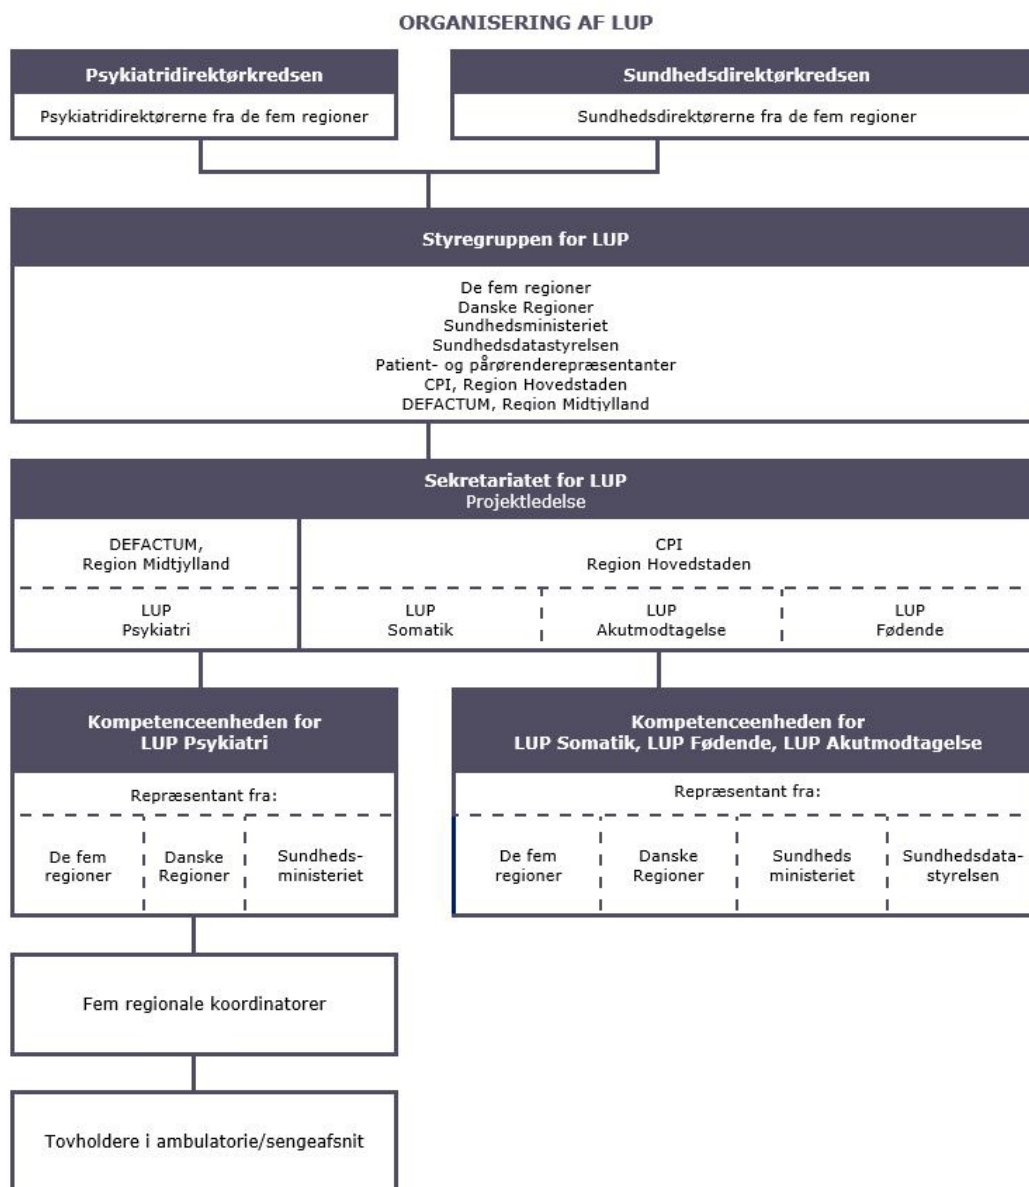 ORGANISERING AF LUP
Psykiatridirektørkredsen
Psykiatridirektørerne fra de fem regioner
Sundhedsdirektørkredsen
Sundhedsdirektørerne fra de fem regioner
Styregruppen for LUP
De fem regioner
Danske Regioner
Sundhedsministeriet
Sundhedsdatastyrelsen
Patient- og pårørenderepræsentanter
CPI, Region Hovedstaden
DEFACTUM, Region Midtjylland
Sekretariatet for LUP
Projektledelse
DEFACTUM,
Region Midtjylland
CPI
Region Hovedstaden
LUP
Psykiatri
LUP
Somatik
LUP
Akutmodtagelse
LUP
Fødende
Kompetenceenheden for
LUP Psykiatri
Repræsentant fra:
De fem
regioner
Danske
Regioner
Sundheds-
ministeriet
Kompetenceenheden for
LUP Somatik, LUP Fødende, LUP Akutmodtagelse
Repræsentant fra:
De fem
regioner
Danske
Regioner
Sundheds
ministeriet
Sundhedsdata-
styrelsen
Fem regionale koordinatorer
Tovholdere i ambulatorie/sengeafsnit